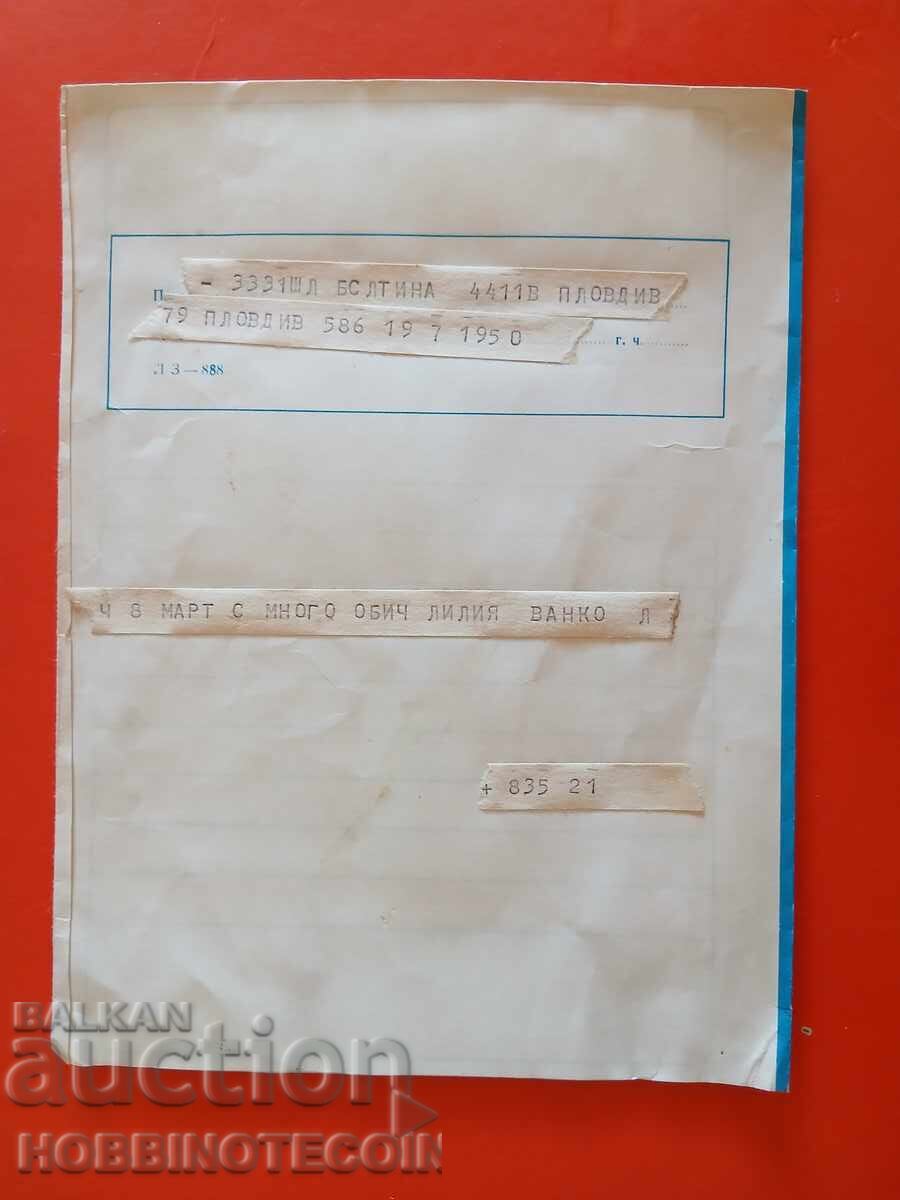 - 3331ШЛ БСЛТИНА 4411В ПЛОВДИВ
П
79 ПЛОВДИВ 586 19 7 1950
г. ч.
ЛЗ—888
Ч 8 МАРТ С МНОГО ОБИЧ ЛИЛИЯ ВАНКО Л
+ 835 21
BALKAN
auction
HOBBINOTECOIN